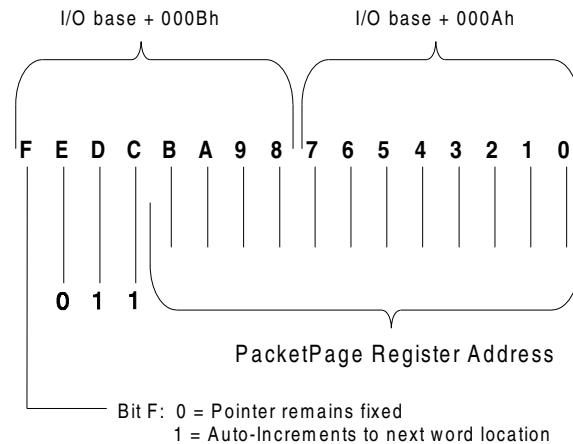 I/O base + 000Bh I/O base + 000Ah
F E D C B A 9 8 7 6 5 4 3 2 1 0
0 1 1
PacketPage Register Address
Bit F: 0 = Pointer remains fixed
1 = Auto-Increments to next word location